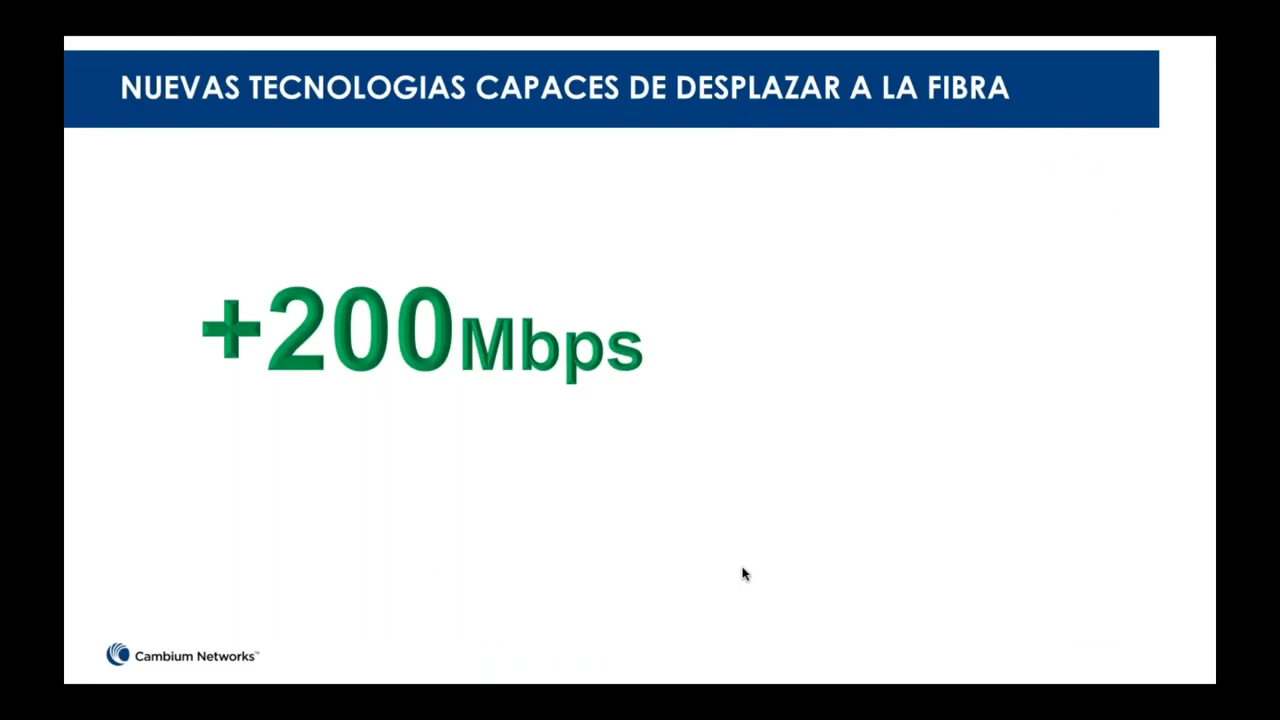 NUEVAS TECNOLOGIAS CAPACES DE DESPLAZAR A LA FIBRA
+200Mbps
Cambium Networks™